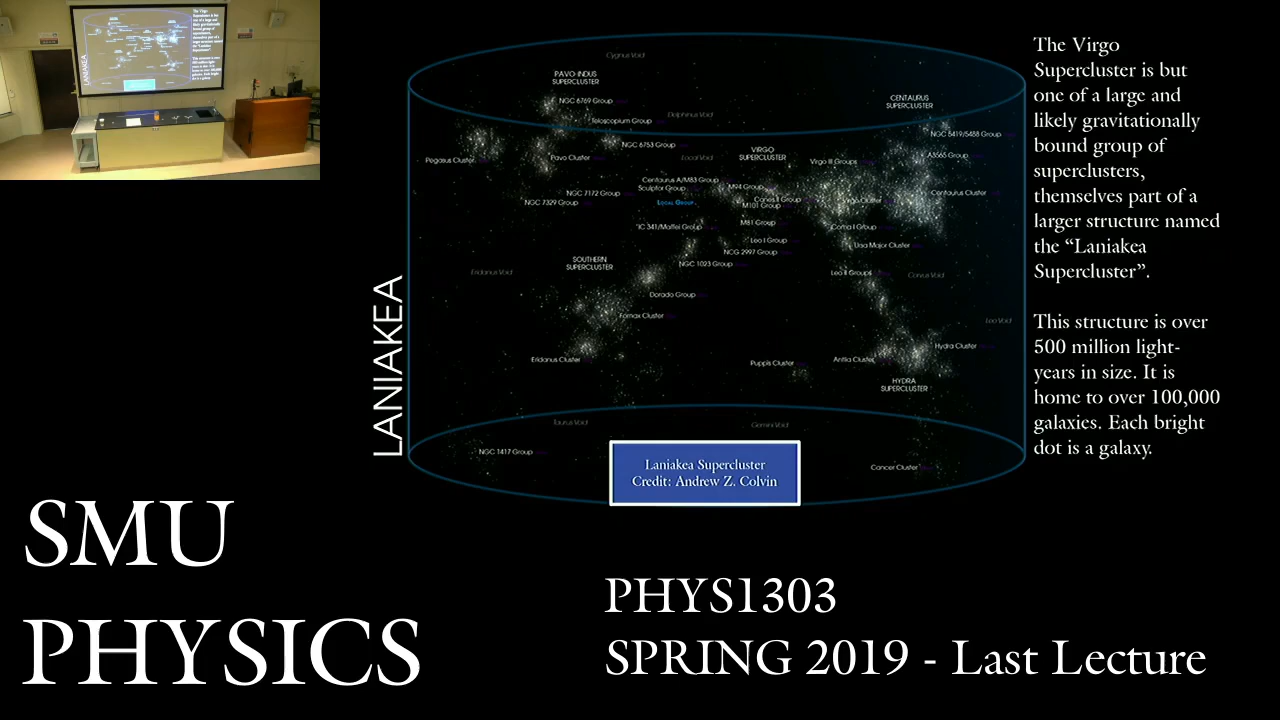 Cygnus Void
PAVO-INDUS
SUPERCLUSTER
CENTAURUS
SUPERCLUSTER
NGC 6769 Group
Delphinus Void
Telescopium Group
NGC 5419/5488 Group
NGC 6753 Group
VIRGO
SUPERCLUSTER
Pegasus Cluster
Pavo Cluster
Local Void
Virgo III Groups
A3565 Group
Centaurus A/M83 Group
Sculptor Group
M94 Group
NGC 7172 Group
Centaurus Cluster
NGC 7329 Group
LOCAL GROUP
Canes II Group
M101 Group
Cluster
IC 341/Maffei Group
M81 Group
Coma I Group
Leo I Group
Ursa Major Cluster
NCG 2997 Group
SOUTHERN
SUPERCLUSTER
NGC 1023 Group
Eridanus Void
Leo II Groups
Corvus Void
Dorado Group
Fornax Cluster
Leo Void
Hydra Cluster
Eridanus Cluster
Puppis Cluster
Antlia Cluster
HYDRA
SUPERCLUSTER
Taurus Void
Gemini Void
NGC 1417 Group
Cancer Cluster
LANIAKEA
Laniakea Supercluster
Credit: Andrew Z. Colvin
The Virgo
Supercluster is but
one of a large and
likely gravitationally
bound group of
superclusters,
themselves part of a
larger structure named
the “Laniakea
Supercluster”.
This structure is over
500 million light-
years in size. It is
home to over 100,000
galaxies. Each bright
dot is a galaxy.
SMU
PHYSICS
PHYS1303
SPRING 2019 - Last Lecture